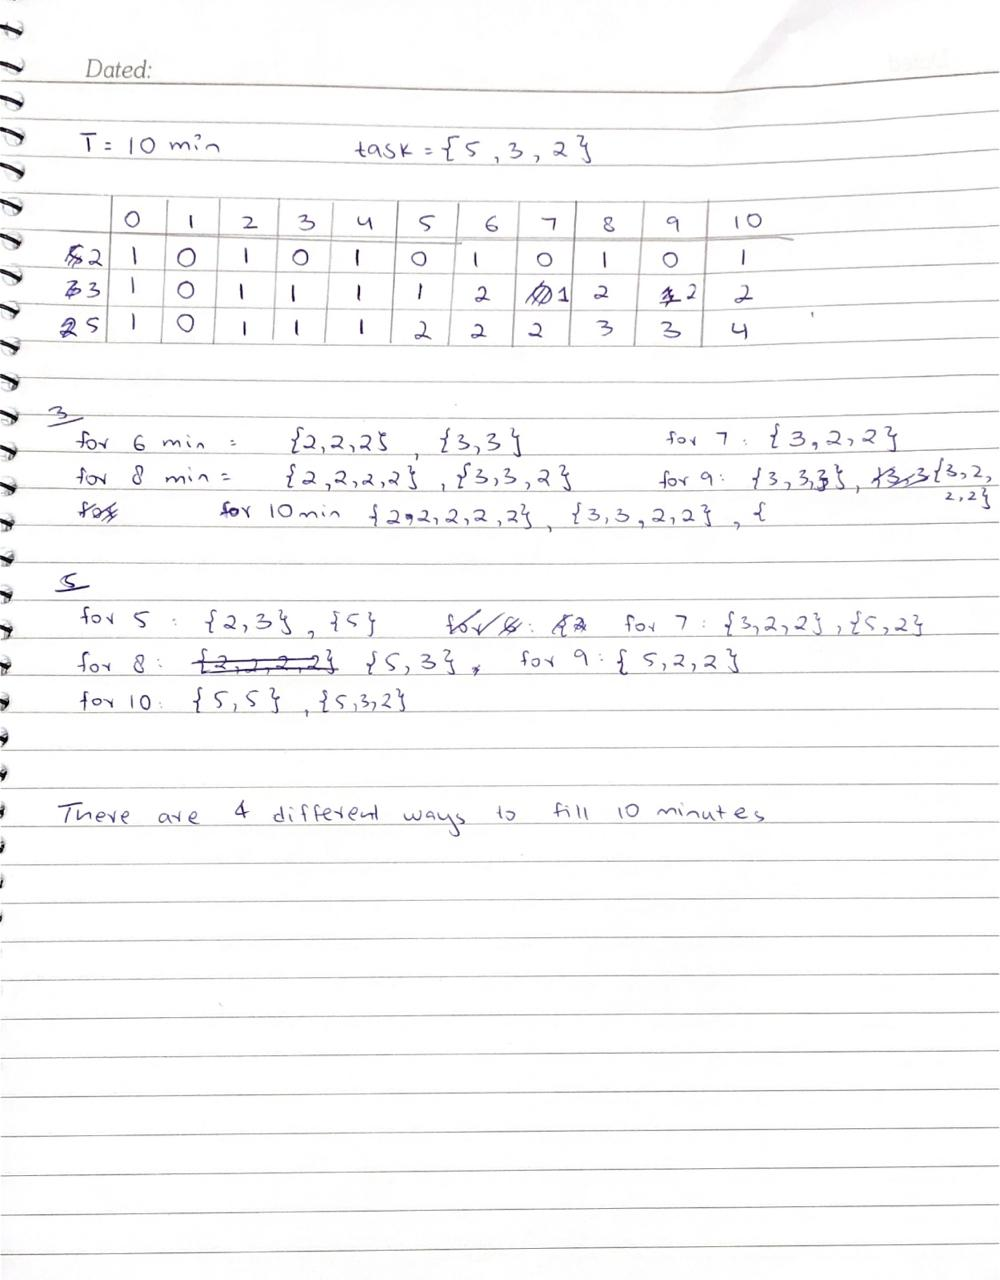 Dated:
T = 10 min task = {5, 3, 2}
0 1 2 3 4 5 6 7 8 9 10
2 1 0 1 0 1 0 1 0 1 0 1
3 1 0 1 1 1 1 2 1 2 2 2
5 1 0 1 1 1 2 2 2 3 3 4
3
for 6 min = {2,2,2}, {3,3} for 7: {3,2,2}
for 8 min = {2,2,2,2}, {3,3,2} for 9: {3,3,3}, {3,2,
2,2}
for 10 min {2,2,2,2,2}, {3,3,2,2}, {
5
for 5 : {2,3}, {5} for 7 : {3,2,2}, {5,2}
for 8: {2,2,2,2} {5,3}, for 9: {5,2,2}
for 10: {5,5}, {5,3,2}
There are 4 different ways to fill 10 minutes